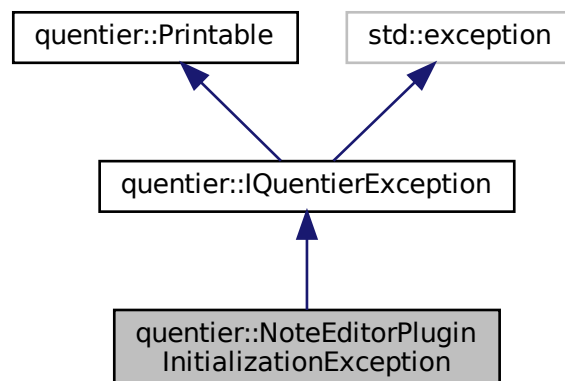 quentier::Printable
std::exception
quentier::IQuentierException
quentier::NoteEditorPlugin
InitializationException